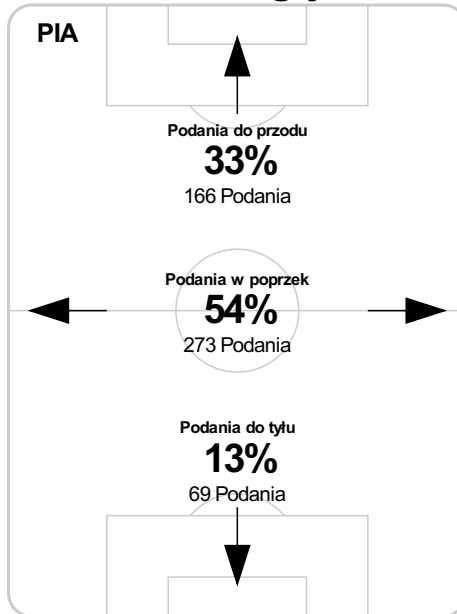 PIA
Podania do przodu
33%
166 Podania
Podania w poprzek
54%
273 Podania
Podania do tyłu
13%
69 Podania